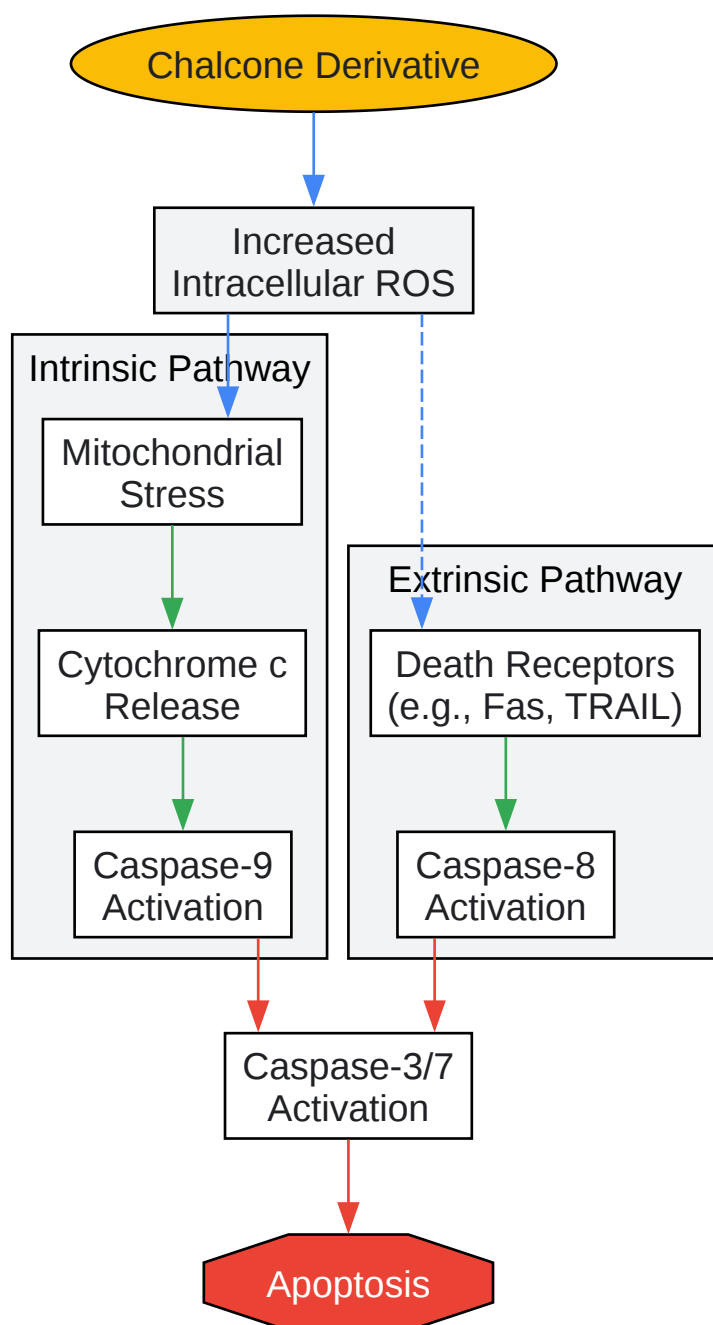 Chalcone Derivative
Increased
Intracellular ROS
Intrinsic Pathway
Mitochondrial
Stress
Cytochrome c
Release
Caspase-9
Activation
Extrinsic Pathway
Death Receptors
(e.g., Fas, TRAIL)
Caspase-8
Activation
Caspase-3/7
Activation
Apoptosis